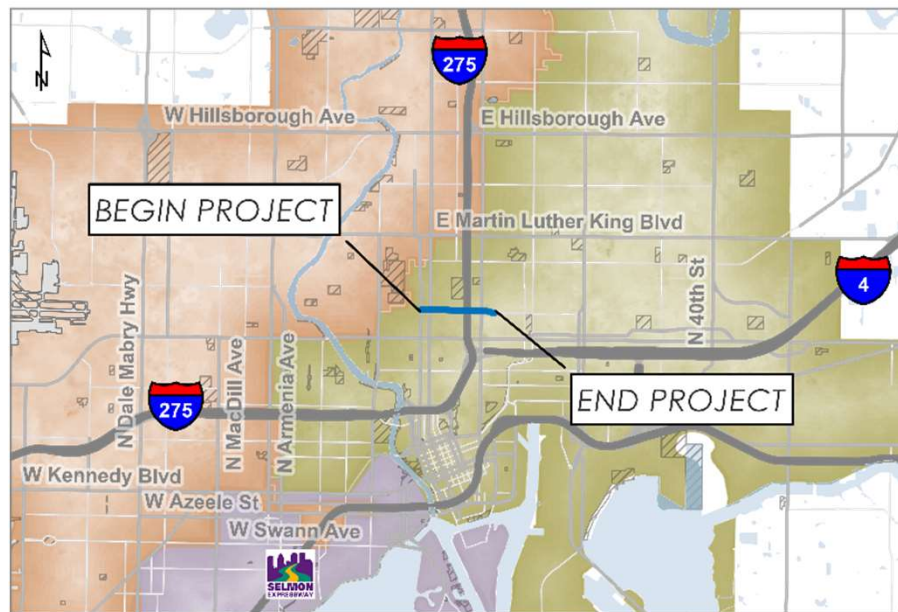 N
275
W Hillsborough Ave
E Hillsborough Ave
BEGIN PROJECT
E Martin Luther King Blvd
4
N 40th St
N Dale Mabry Hwy
N MacDill Ave
N Armenia Ave
END PROJECT
275
W Kennedy Blvd
W Azeele St
W Swann Ave
SELMON
EXPRESSWAY